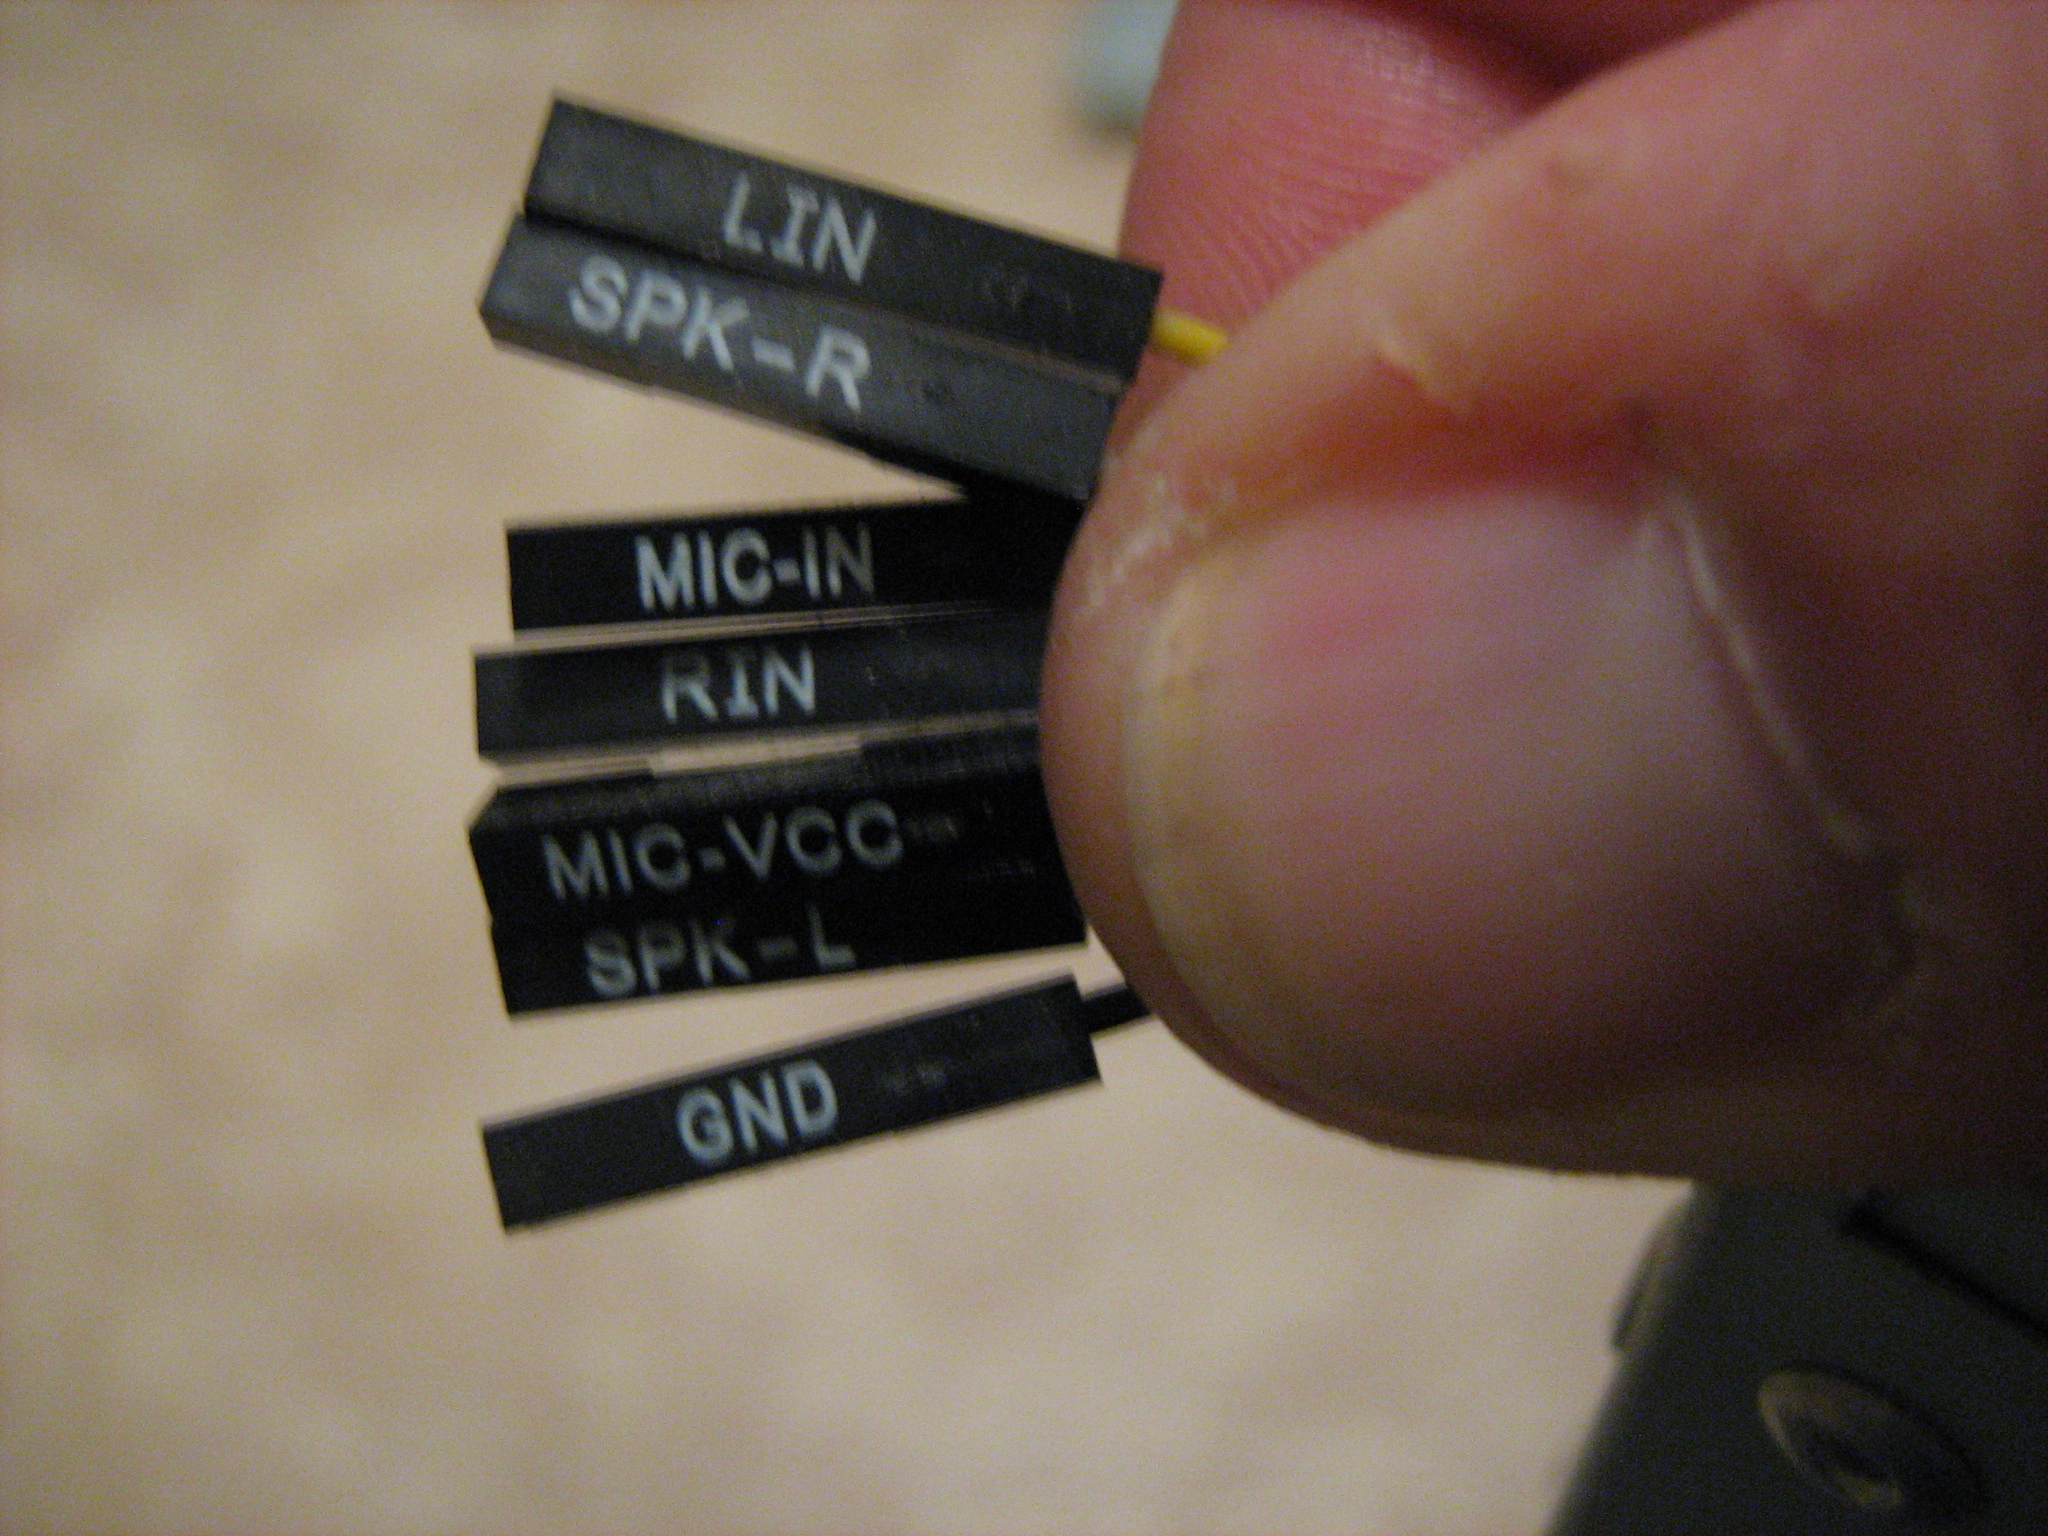 LIN
SPK-R
MIC-IN
RIN
MIC-VCC
SPK-L
GND